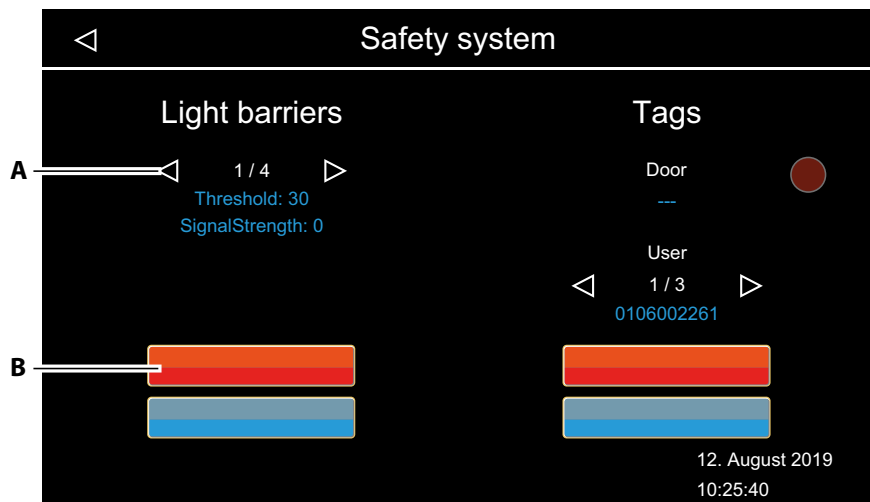 Safety system
Light barriers
A
1 / 4
Threshold: 30
SignalStrength: 0
B
Tags
Door
---
User
1 / 3
0106002261
12. August 2019
10:25:40